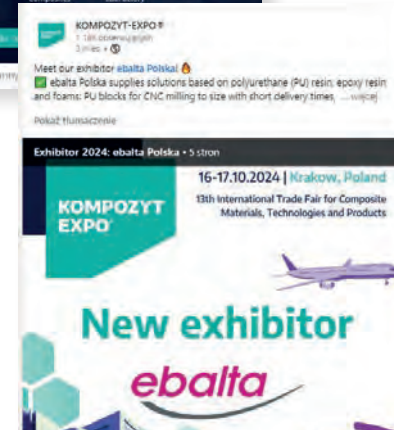 KOMPOZYT-EXPO®
Meet our exhibitor ebalta Polska!
ebalta Polska supplies solutions based on polyurethane (PU) resin, epoxy resin
and foams: PU blocks for CNC milling to size with short delivery times, ... więcej
Pokaż tłumaczenie
Exhibitor 2024: ebalta Polska • 5 stron
16-17.10.2024 | Krakow, Poland
KOMPOZYT
EXPO
13th International Trade Fair for Composite
Materials, Technologies and Products
New exhibitor
ebalta